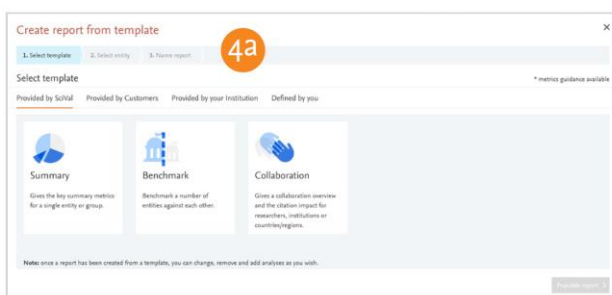 Create report from template
×
4a
1. Select template 2. Select entity 3. Name report
Select template
* metrics guidance available
Provided by SciVal Provided by Customers Provided by your Institution Defined by you
Summary
Gives the key summary metrics
for a single entity or group.
Benchmark
Benchmark a number of
entities against each other.
Collaboration
Gives a collaboration overview
and the citation impact for
researchers, institutions or
countries/regions.
Note: once a report has been created from a template, you can change, remove and add analyses as you wish.
Populate report >